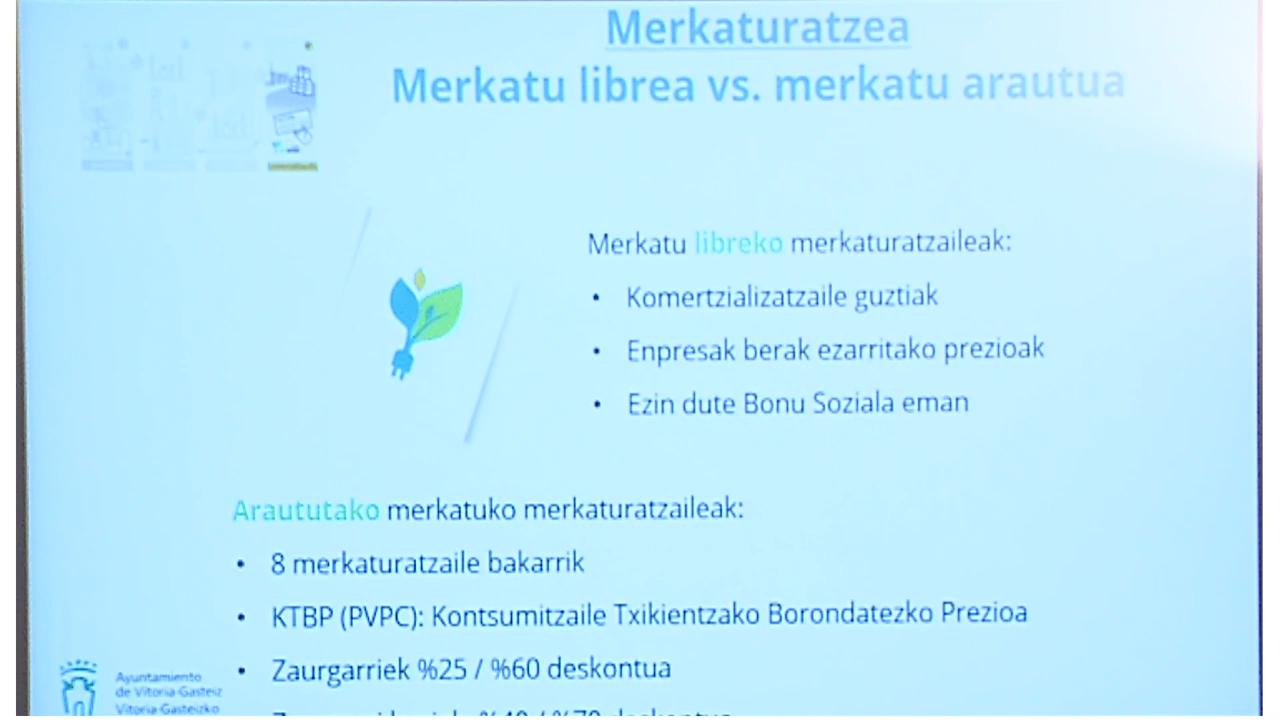 Merkaturatzea
Merkatu librea vs. merkatu arautua
Merkatu libreko merkaturatzaileak:
• Komertzializatzaile guztiak
• Enpresak berak ezarritako prezioak
• Ezin dute Bonu Soziala eman
Araututako merkatuko merkaturatzaileak:
• 8 merkaturatzaile bakarrik
• KTBP (PVPC): Kontsumitzaile Txikientzako Borondatezko Prezioa
• Zaurgarriek %25 / %60 deskontua
Ayuntamiento
de Vitoria-Gasteiz
Vitoria-Gasteizko